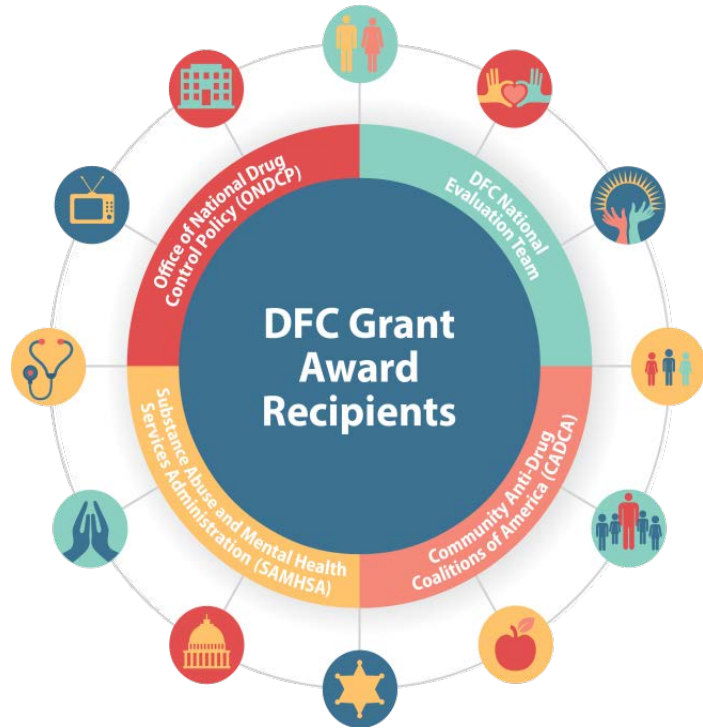 Office of National Drug
Control Policy (ONDCP)
DFC National
Evaluation Team
DFC Grant
Award
Recipients
Substance Abuse and Mental Health
Services Administration (SAMHSA)
Community Anti-Drug
Coalitions of America (CADCA)